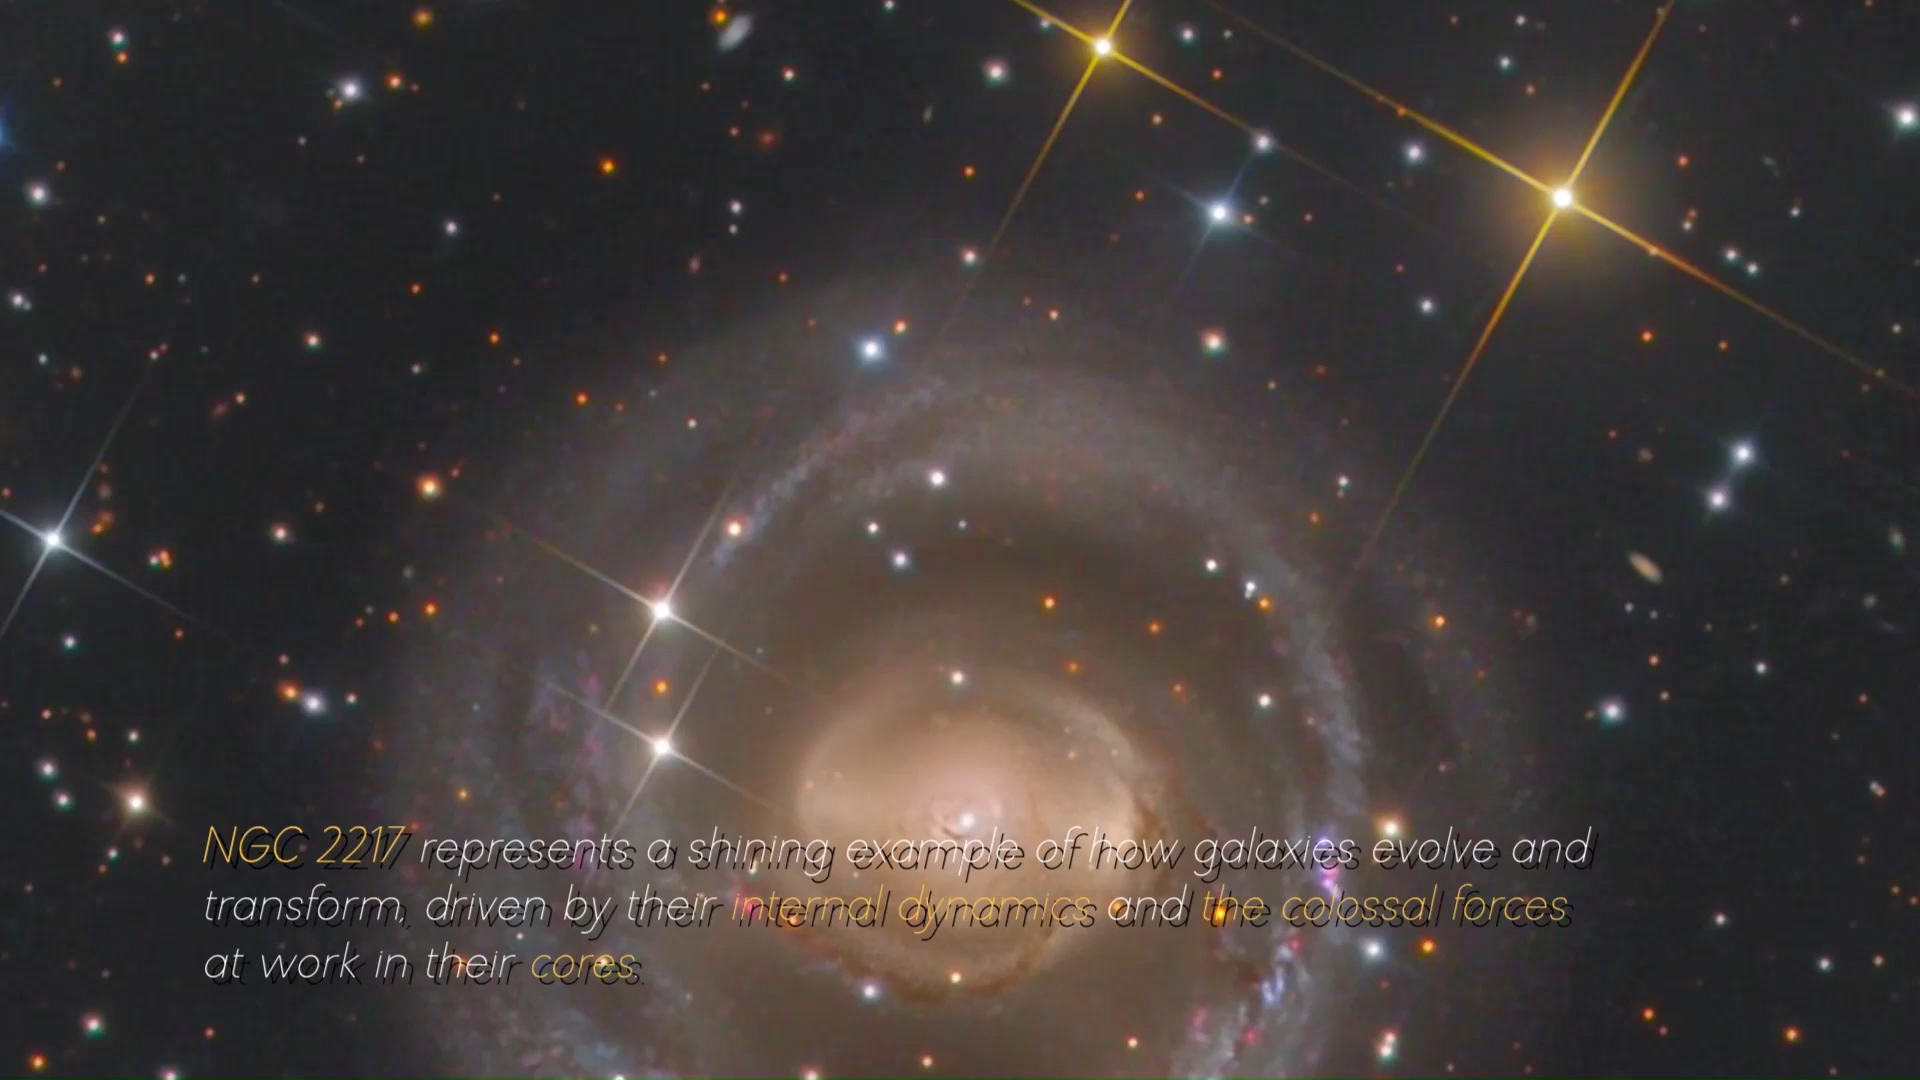 NGC 2217 represents a shining example of how galaxies evolve and
transform, driven by their internal dynamics and the colossal forces
at work in their cores.